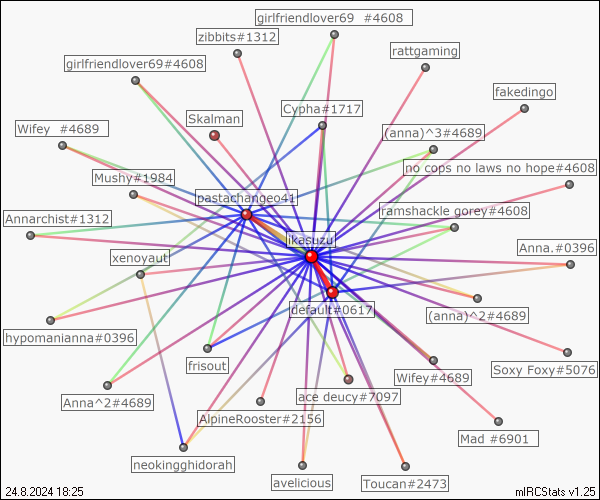 girlfriendlover69  #4608
zibbits#1312
rattgaming
girlfriendlover69#4608
fakedingo
Cypha#1717
Skalman
Wifey  #4689
(anna)^3#4689
no cops no laws no hope#4608
Mushy#1984
pastachangeo41
Annarchist#1312
ramshackle gorey#4608
ikasuzu
Anna.#0396
xenoyaut
default#0617
(anna)^2#4689
hypomanianna#0396
frisout
Soxy Foxy#5076
Wifey#4689
ace deucy#7097
Anna^2#4689
AlpineRooster#2156
Mad #6901
neokingghidorah
avelicious
Toucan#2473
24.8.2024 18:25
mIRCStats v1.25